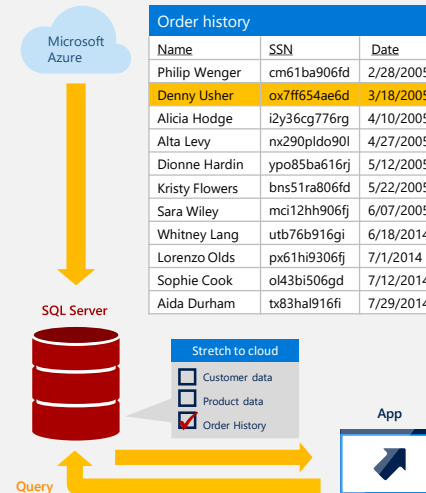 Microsoft
Azure
Order history
Name SSN Date
Philip Wenger cm61ba906fd 2/28/2005
Denny Usher ox7ff654ae6d 3/18/2005
Alicia Hodge i2y36cg776rg 4/10/2005
Alta Levy nx290pldo90l 4/27/2005
Dionne Hardin ypo85ba616rj 5/12/2005
Kristy Flowers bns51ra806fd 5/22/2005
Sara Wiley mci12hh906fj 6/07/2005
Whitney Lang utb76b916gi 6/18/2014
Lorenzo Olds px61hi9306fj 7/1/2014
Sophie Cook ol43bi506gd 7/12/2014
Aida Durham tx83hal916fi 7/29/2014
SQL Server
Stretch to cloud
Customer data
Product data
Order History
App
Query